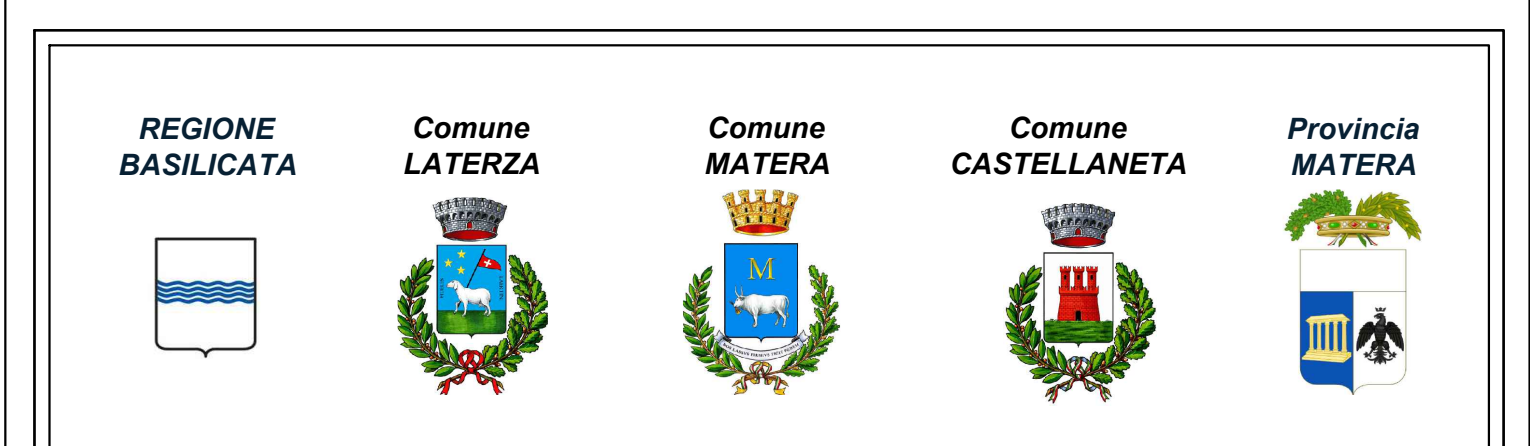 REGIONE
BASILICATA
Comune
LATERZA
Comune
MATERA
Comune
CASTELLANETA
Provincia
MATERA
M